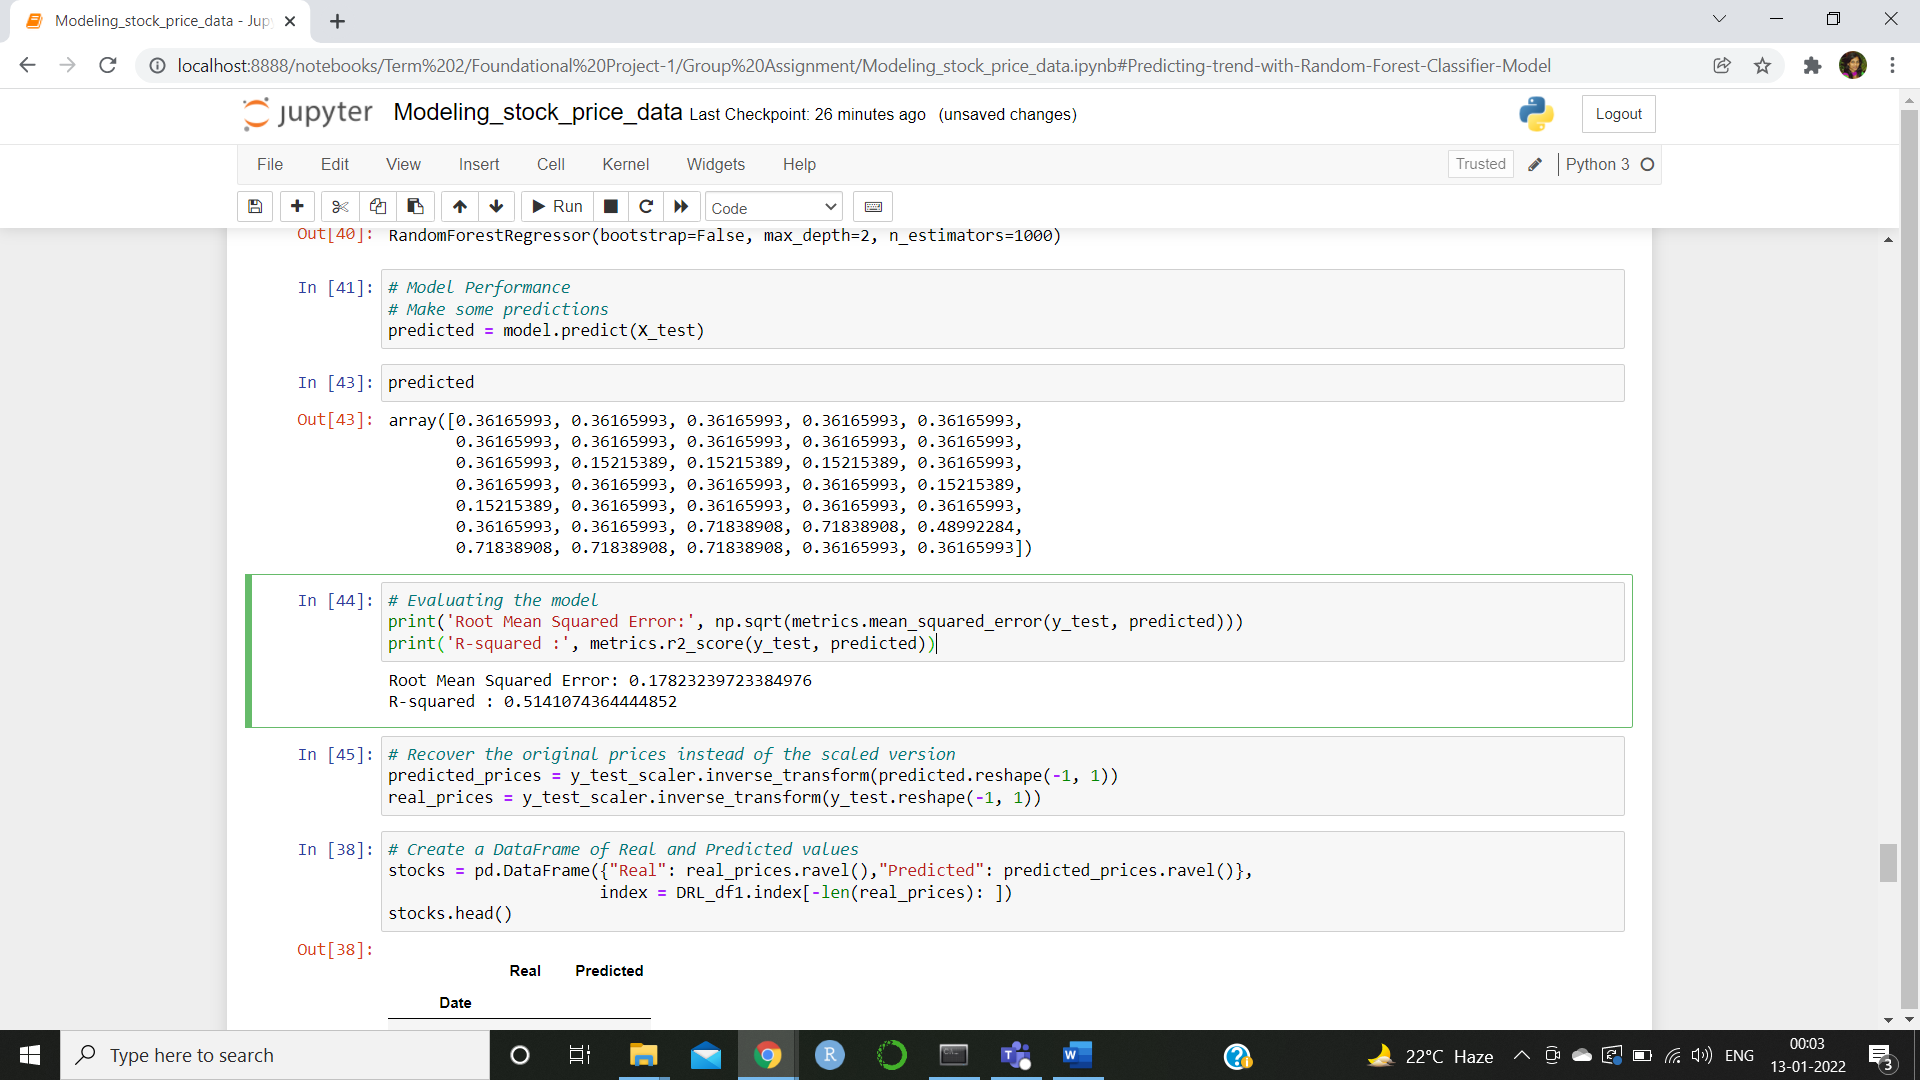 Modeling_stock_price_data - Jup
localhost:8888/notebooks/Term%202/Foundational%20Project-1/Group%20Assignment/Modeling_stock_price_data.ipynb#Predicting-trend-with-Random-Forest-Classifier-Model
jupyter Modeling_stock_price_data Last Checkpoint: 26 minutes ago (unsaved changes) Logout
File Edit View Insert Cell Kernel Widgets Help Trusted Python 3
Run Code
Out[40]: RandomForestRegressor(bootstrap=False, max_depth=2, n_estimators=1000)
In [41]: # Model Performance
# Make some predictions
predicted = model.predict(X_test)
In [43]: predicted
Out[43]: array([0.36165993, 0.36165993, 0.36165993, 0.36165993, 0.36165993,
0.36165993, 0.36165993, 0.36165993, 0.36165993, 0.36165993,
0.36165993, 0.15215389, 0.15215389, 0.15215389, 0.36165993,
0.36165993, 0.36165993, 0.36165993, 0.36165993, 0.15215389,
0.15215389, 0.36165993, 0.36165993, 0.36165993, 0.36165993,
0.36165993, 0.36165993, 0.71838908, 0.71838908, 0.48992284,
0.71838908, 0.71838908, 0.71838908, 0.36165993, 0.36165993])
In [44]: # Evaluating the model
print('Root Mean Squared Error:', np.sqrt(metrics.mean_squared_error(y_test, predicted)))
print('R-squared :', metrics.r2_score(y_test, predicted))
Root Mean Squared Error: 0.17823239723384976
R-squared : 0.5141074364444852
In [45]: # Recover the original prices instead of the scaled version
predicted_prices = y_test_scaler.inverse_transform(predicted.reshape(-1, 1))
real_prices = y_test_scaler.inverse_transform(y_test.reshape(-1, 1))
In [38]: # Create a DataFrame of Real and Predicted values
stocks = pd.DataFrame({"Real": real_prices.ravel(),"Predicted": predicted_prices.ravel()},
index = DRL_df1.index[-len(real_prices): ])
stocks.head()
Out[38]:
Real Predicted
Date
Type here to search R W 22°C Haze ENG 00:03
13-01-2022 3